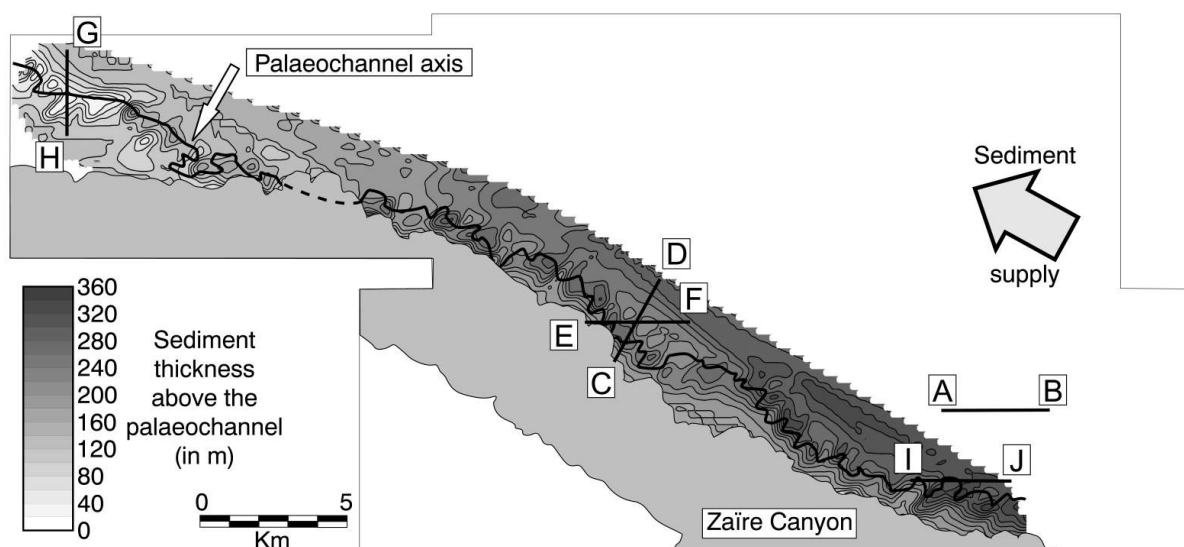 G
Palaeochannel axis
H
Sediment
supply
D
F
E
C
A
B
I
J
360
320
280
240
200
160
120
80
40
0
Sediment
thickness
above the
palaeochannel
(in m)
0 5
Km
Zaïre Canyon